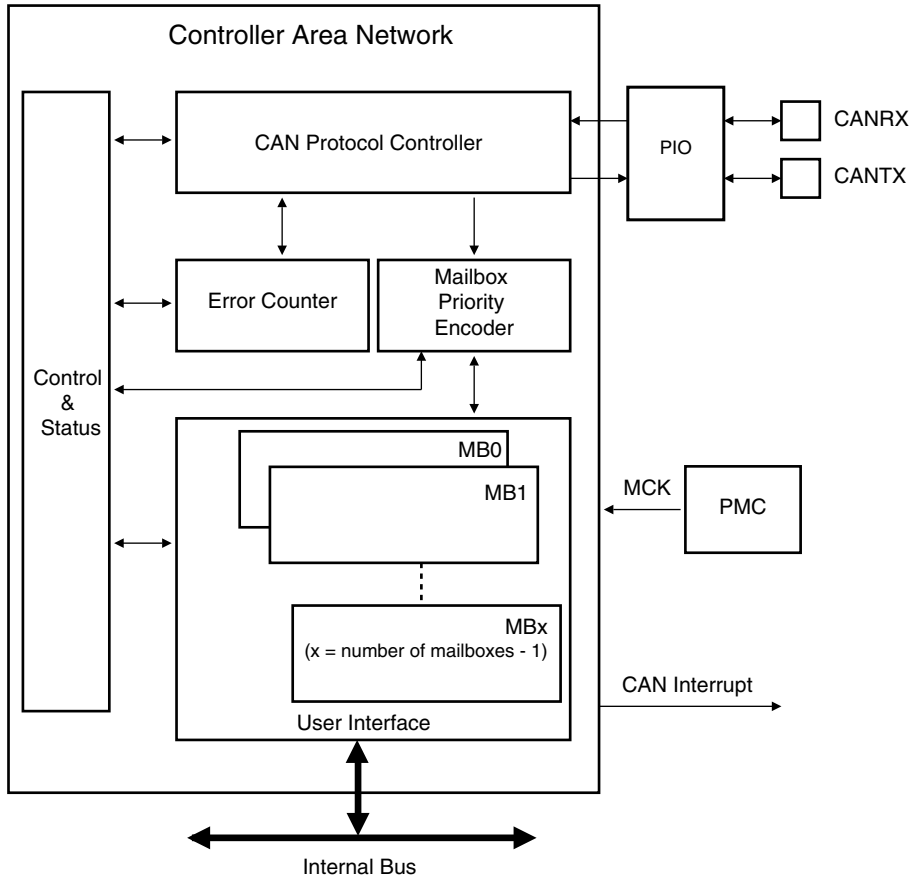 Controller Area Network
CAN Protocol Controller
PIO
CANRX
CANTX
Error Counter
Mailbox
Priority
Encoder
Control
&
Status
MB0
MB1
MCK
PMC
MBx
(x = number of mailboxes - 1)
CAN Interrupt
User Interface
Internal Bus